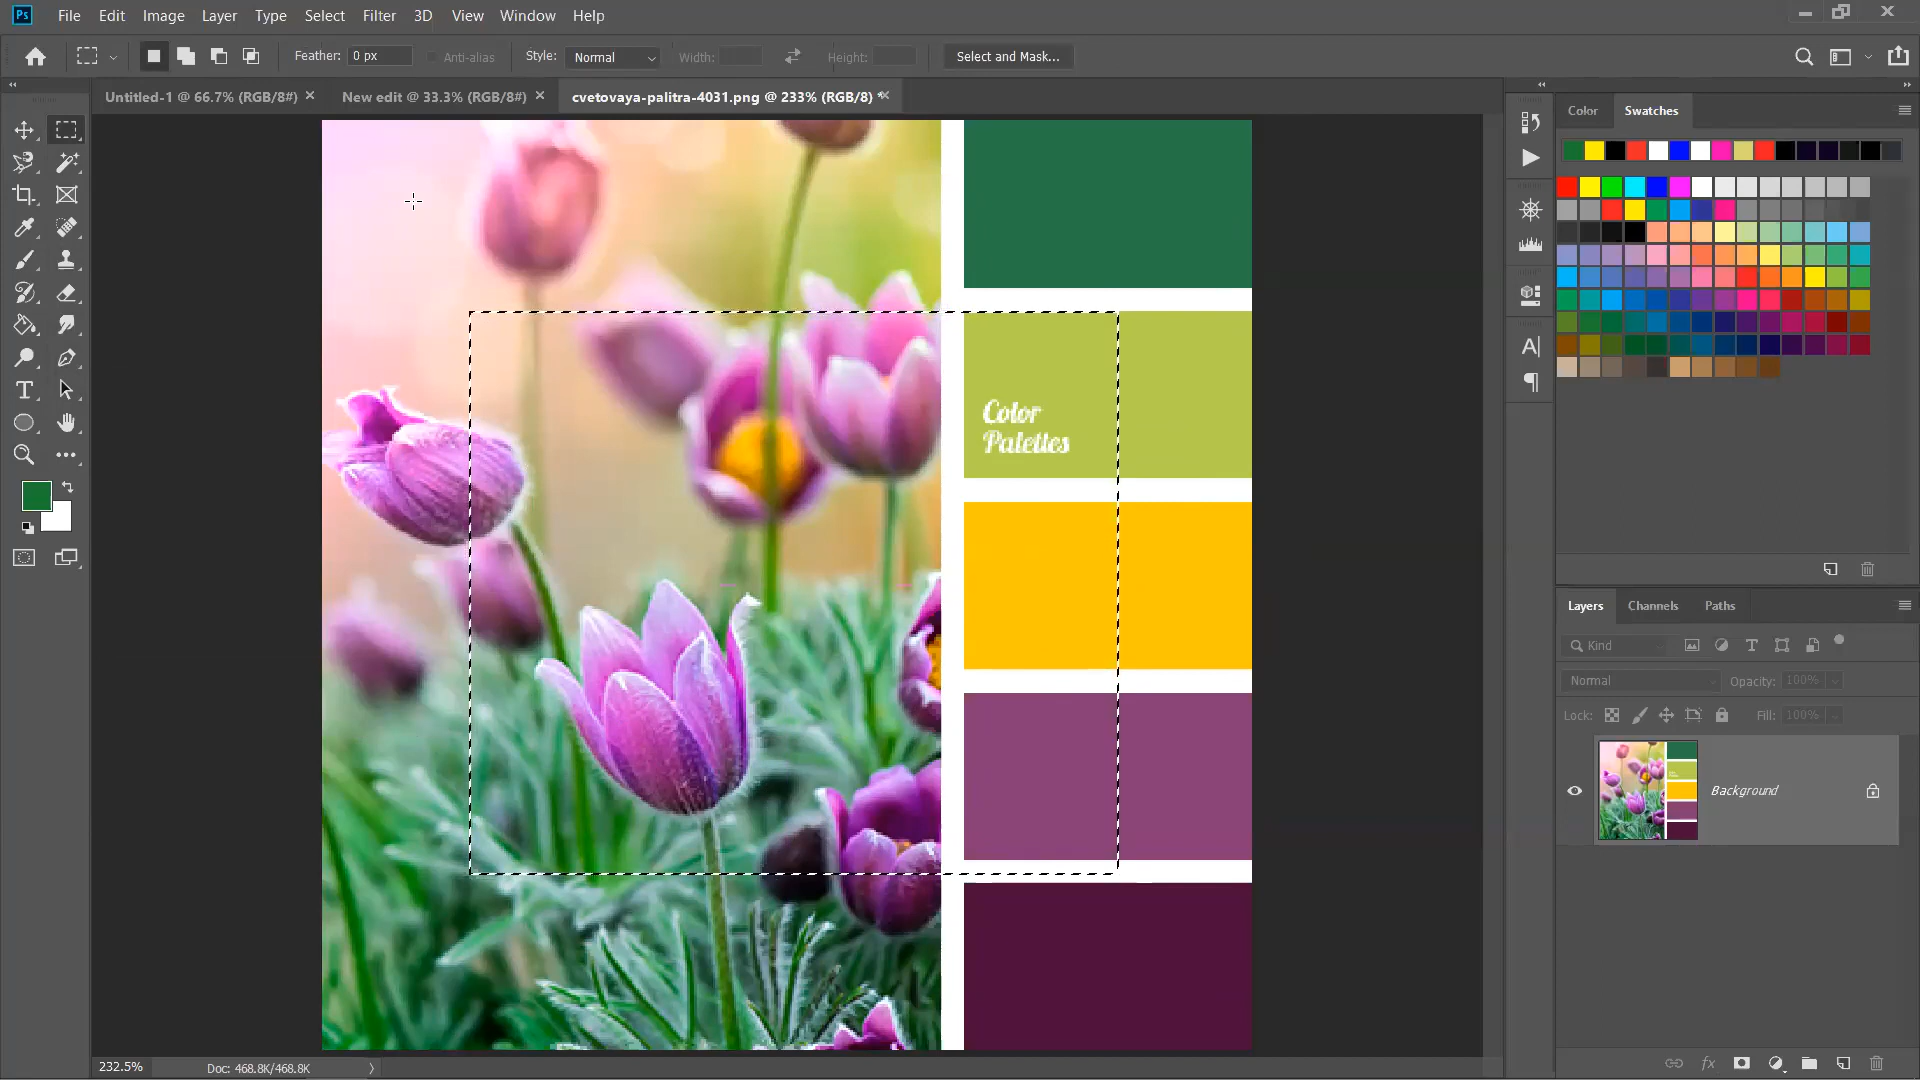 Ps File Edit Image Layer Type Select Filter 3D View Window Help
Feather: 0 px Anti-alias Style: Normal Width: Height: Select and Mask...
Untitled-1 @ 66.7% (RGB/8#) New edit @ 33.3% (RGB/8#) cvetovaya-palitra-4031.png @ 233% (RGB/8) *
Color Swatches
Color
Palettes
Layers Channels Paths
Kind
Normal Opacity: 100%
Lock: Fill: 100%
Background
fx
232.5% Doc: 468.8K/468.8K